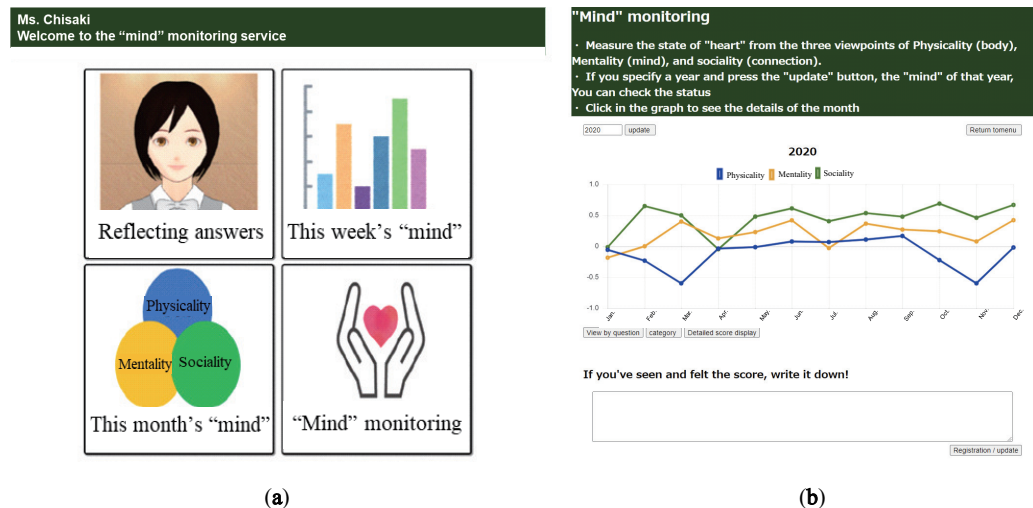 Ms. Chisaki
Welcome to the “mind” monitoring service
Reflecting answers
This week’s “mind”
Physicality
Mentality
Sociality
This month’s “mind”
“Mind” monitoring
(a)
"Mind" monitoring
・ Measure the state of "heart" from the three viewpoints of Physicality (body),
Mentality (mind), and sociality (connection).
・ If you specify a year and press the "update" button, the "mind" of that year,
You can check the status
・ Click in the graph to see the details of the month
2020
update
Return tomenu
2020
Physicality
Mentality
Sociality
1.0
0.5
0
-0.5
-1.0
Jan.
Feb.
Mar.
Apr.
May.
Jun.
Jul.
Aug.
Sep.
Oct.
Nov.
Dec.
View by question
category
Detailed score display
If you've seen and felt the score, write it down!
Registration / update
(b)